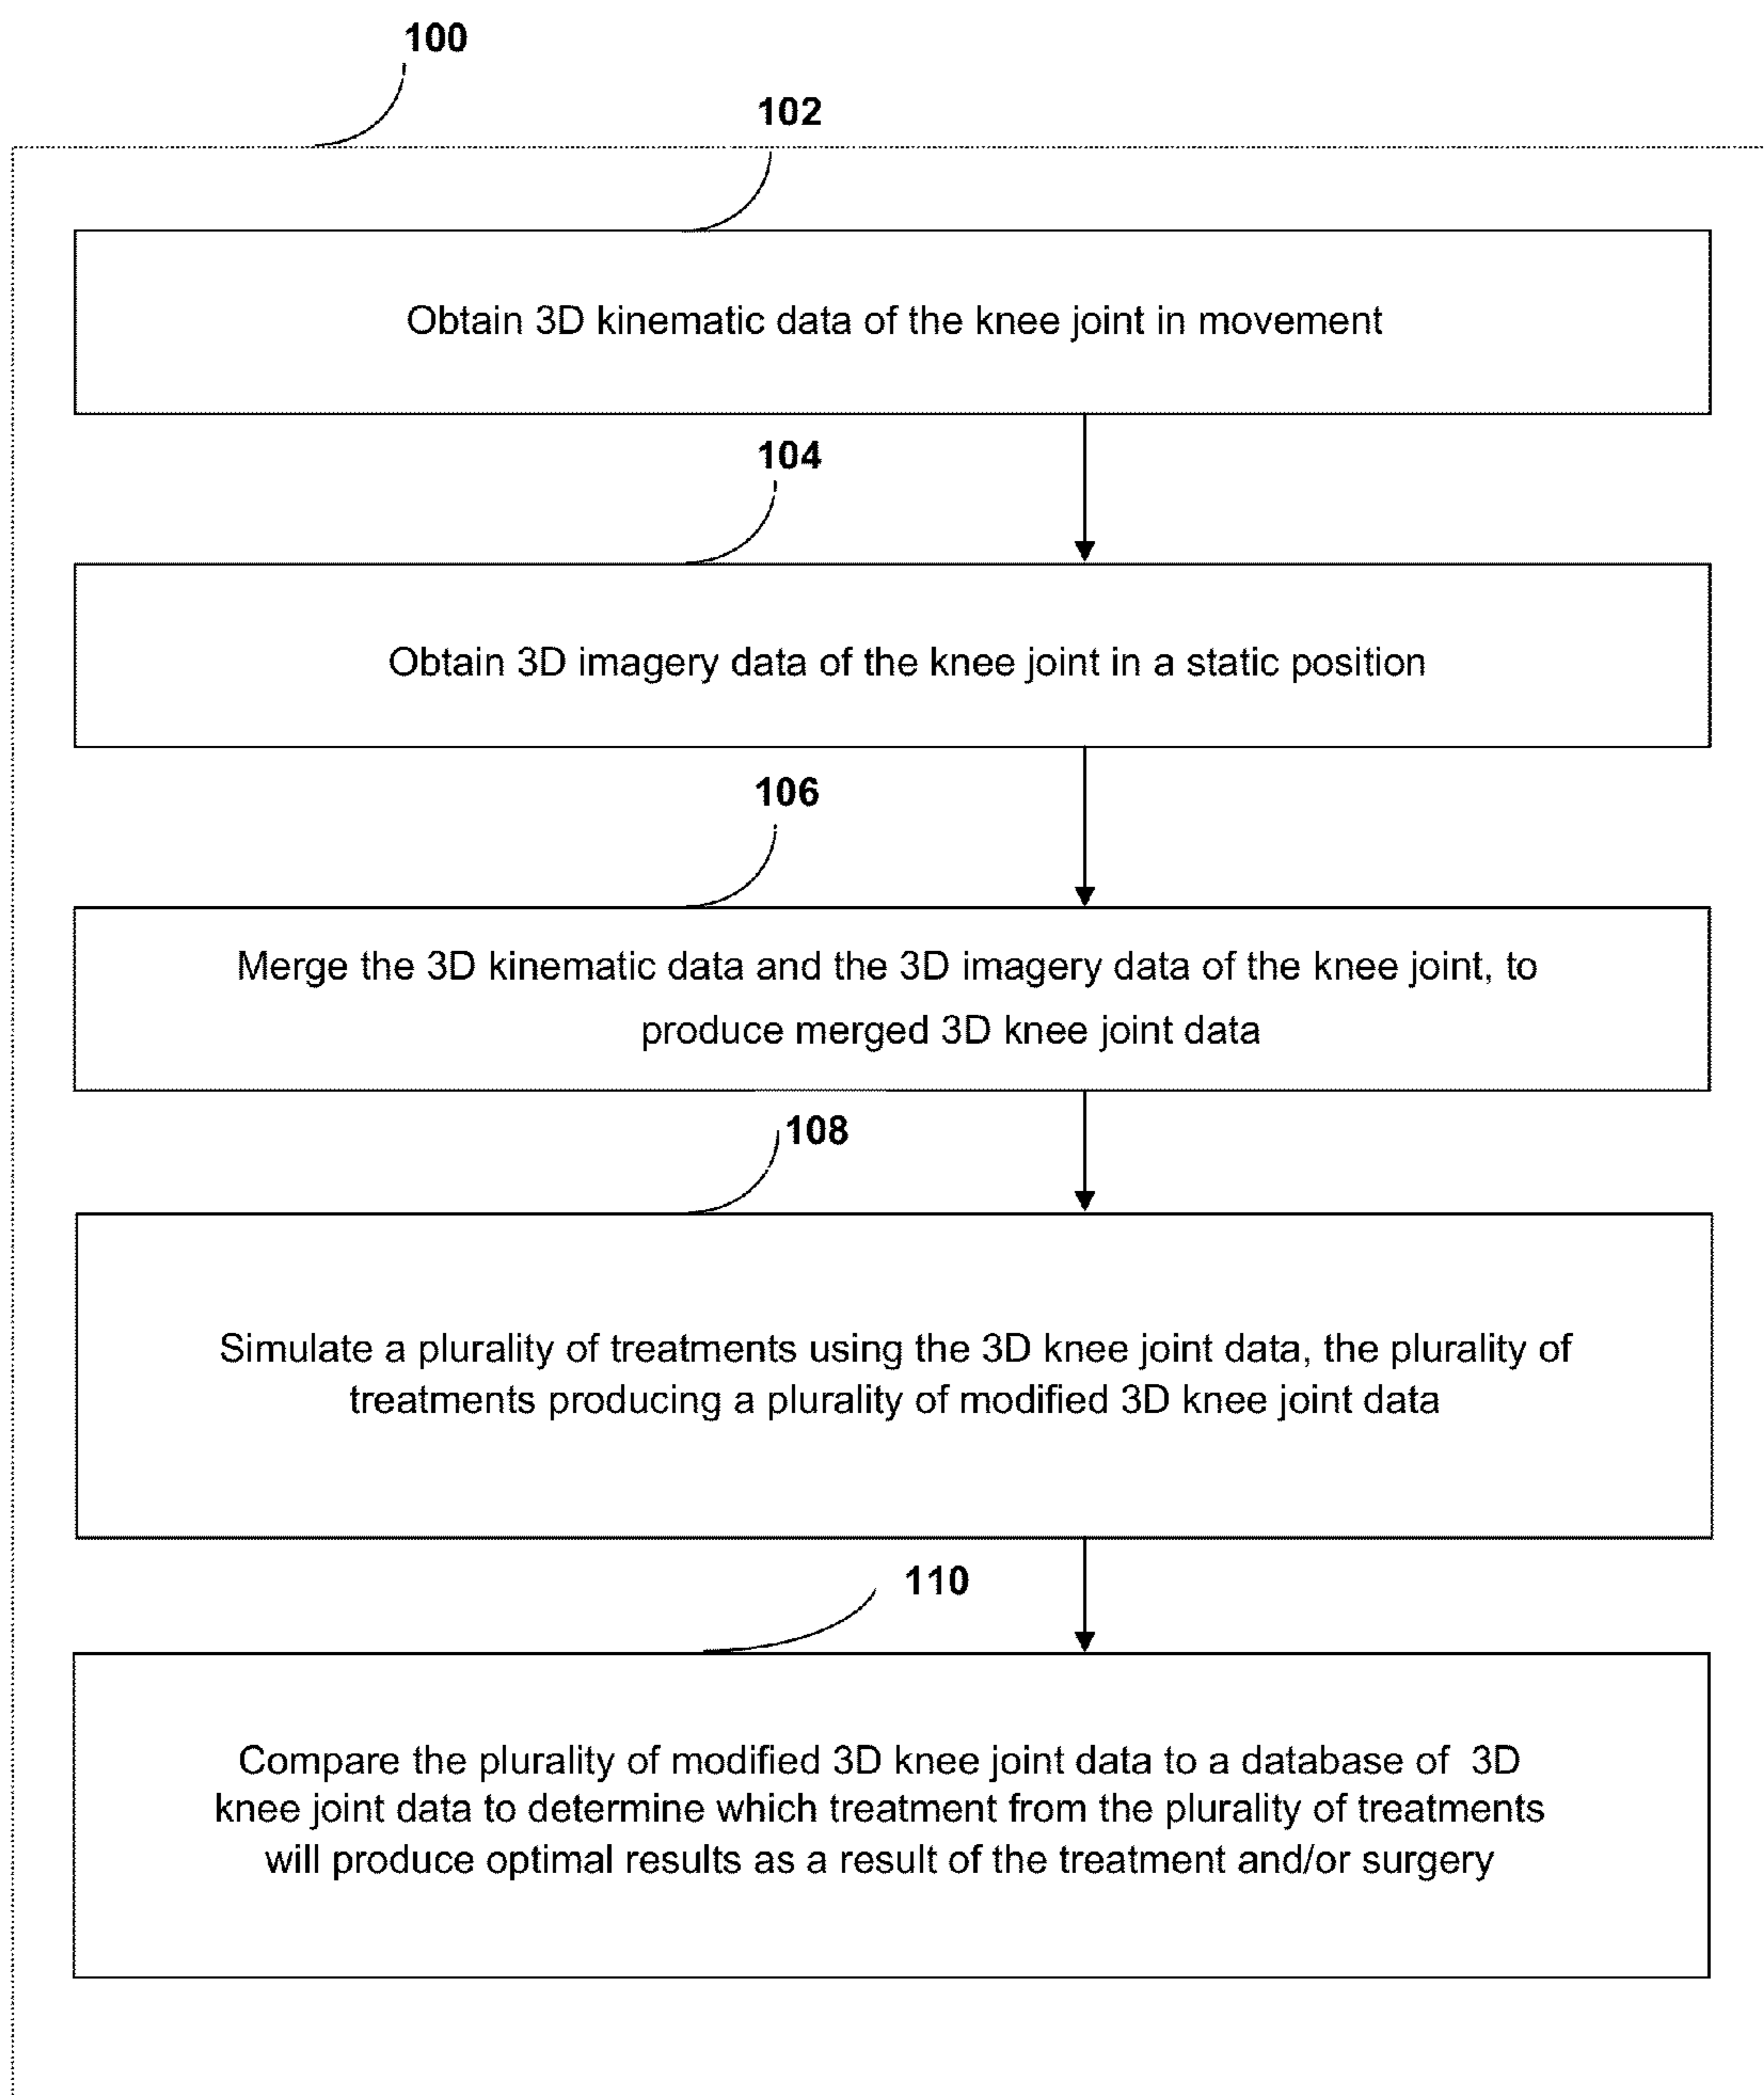 100
102
Obtain 3D kinematic data of the knee joint in movement
104
Obtain 3D imagery data of the knee joint in a static position
106
Merge the 3D kinematic data and the 3D imagery data of the knee joint, to
produce merged 3D knee joint data
108
Simulate a plurality of treatments using the 3D knee joint data, the plurality of
treatments producing a plurality of modified 3D knee joint data
110
Compare the plurality of modified 3D knee joint data to a database of 3D
knee joint data to determine which treatment from the plurality of treatments
will produce optimal results as a result of the treatment and/or surgery